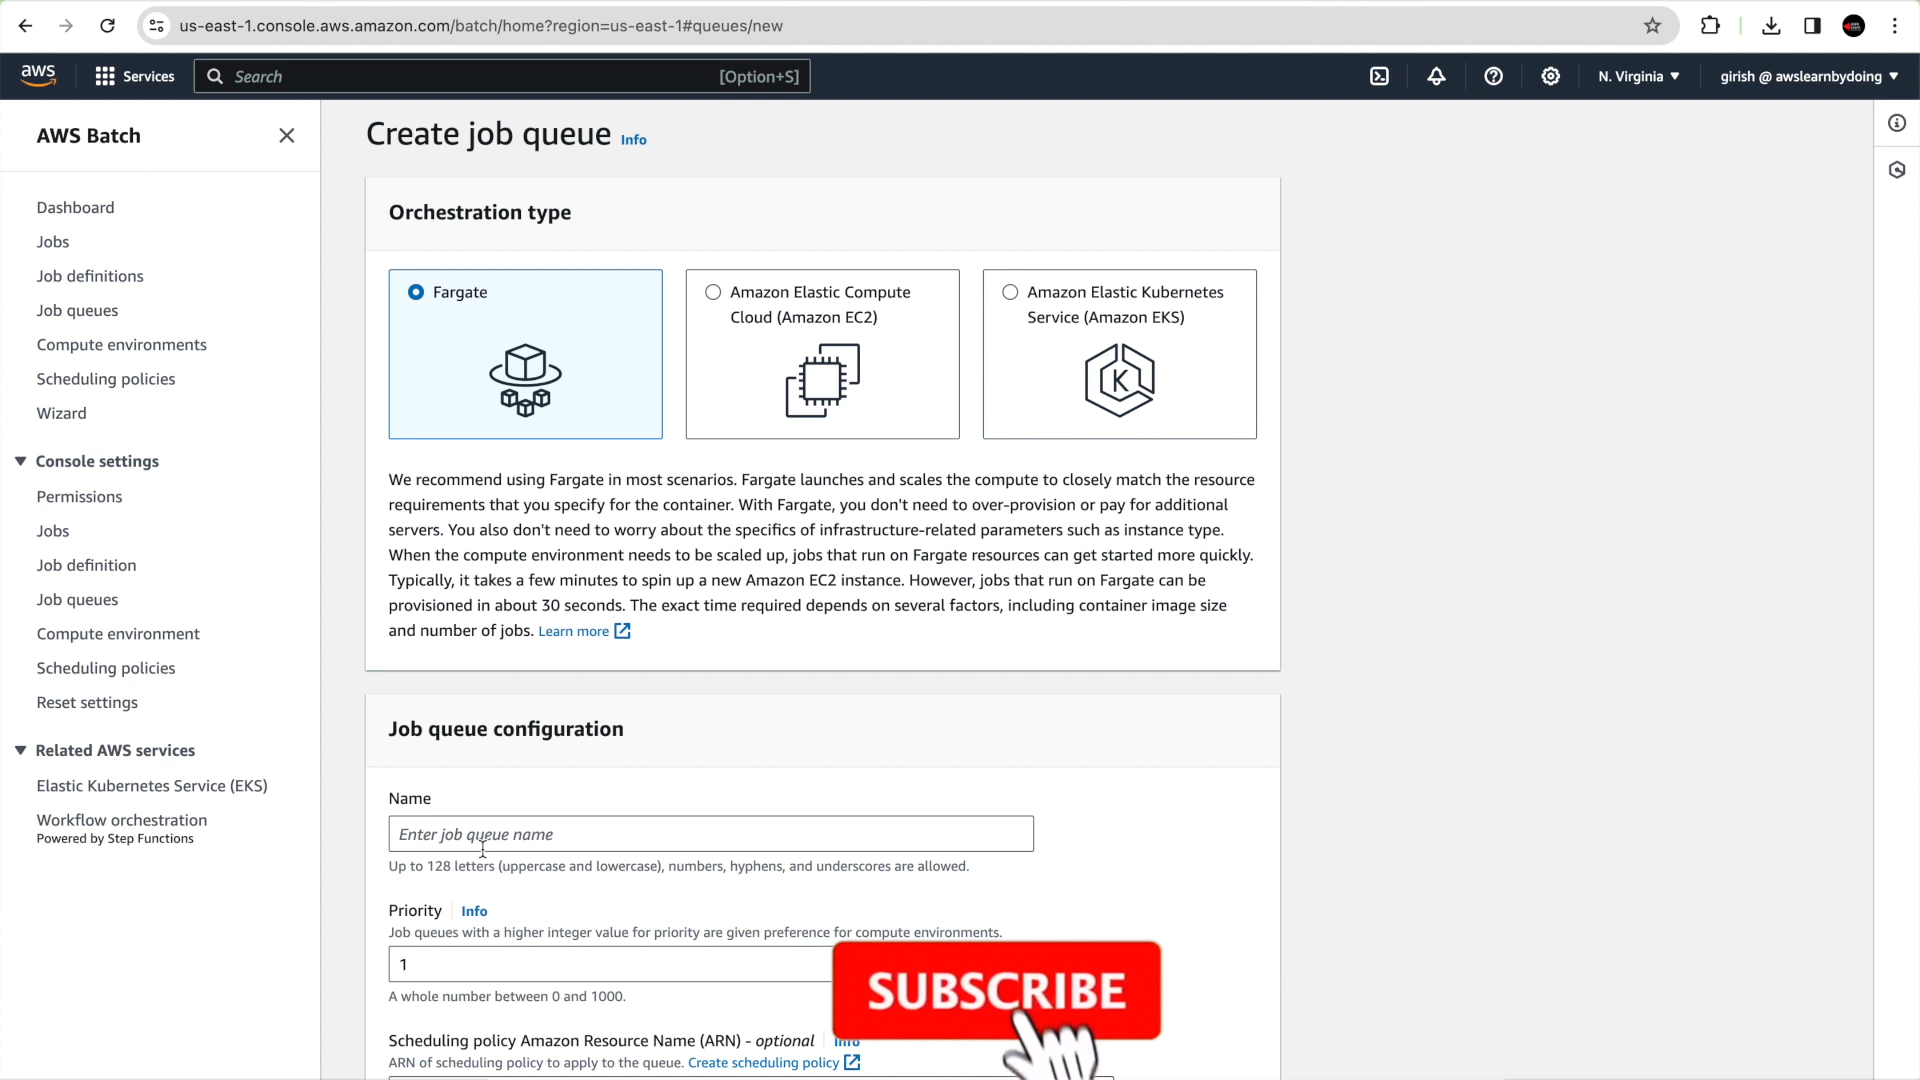 us-east-1.console.aws.amazon.com/batch/home?region=us-east-1#queues/new
aws
Services
Search
[Option+S]
N. Virginia
girish @ awslearnbydoing
AWS Batch
Dashboard
Jobs
Job definitions
Job queues
Compute environments
Scheduling policies
Wizard
Console settings
Permissions
Jobs
Job definition
Job queues
Compute environment
Scheduling policies
Reset settings
Related AWS services
Elastic Kubernetes Service (EKS)
Workflow orchestration
Powered by Step Functions
Create job queue Info
Orchestration type
Fargate
Amazon Elastic Compute
Cloud (Amazon EC2)
Amazon Elastic Kubernetes
Service (Amazon EKS)
K
We recommend using Fargate in most scenarios. Fargate launches and scales the compute to closely match the resource
requirements that you specify for the container. With Fargate, you don't need to over-provision or pay for additional
servers. You also don't need to worry about the specifics of infrastructure-related parameters such as instance type.
When the compute environment needs to be scaled up, jobs that run on Fargate resources can get started more quickly.
Typically, it takes a few minutes to spin up a new Amazon EC2 instance. However, jobs that run on Fargate can be
provisioned in about 30 seconds. The exact time required depends on several factors, including container image size
and number of jobs. Learn more
Job queue configuration
Name
Enter job queue name
Up to 128 letters (uppercase and lowercase), numbers, hyphens, and underscores are allowed.
Priority Info
Job queues with a higher integer value for priority are given preference for compute environments.
1
A whole number between 0 and 1000.
SUBSCRIBE
Scheduling policy Amazon Resource Name (ARN) - optional Info
ARN of scheduling policy to apply to the queue. Create scheduling policy